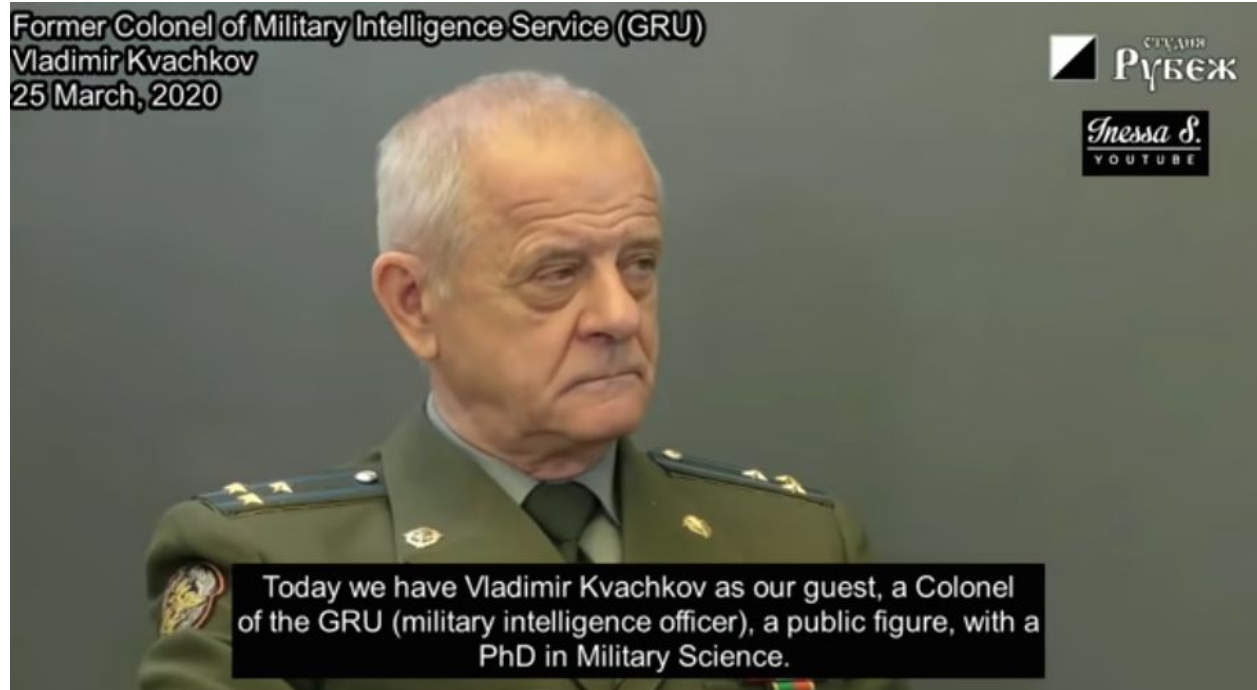 Former Colonel of Military Intelligence Service (GRU)
Vladimir Kvachkov
25 March, 2020
СТУДИЯ
РУБЕЖ
Inessa S.
YOUTUBE
Today we have Vladimir Kvachkov as our guest, a Colonel
of the GRU (military intelligence officer), a public figure, with a
PhD in Military Science.